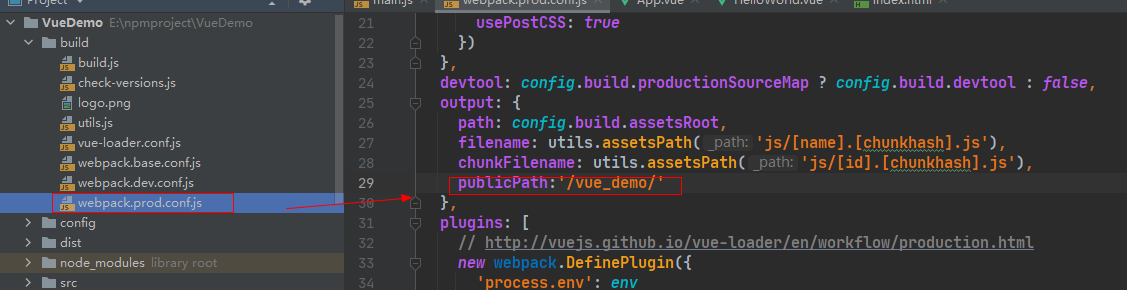 Project
VueDemo E:\npmproject\VueDemo
build
build.js
check-versions.js
logo.png
utils.js
vue-loader.conf.js
webpack.base.conf.js
webpack.dev.conf.js
webpack.prod.conf.js
config
dist
node_modules library root
src
main.js webpack.prod.conf.js App.vue HelloWorld.vue index.html
21 usePostCSS: true
22 })
23 },
24 devtool: config.build.productionSourceMap ? config.build.devtool : false,
25 output: {
26 path: config.build.assetsRoot,
27 filename: utils.assetsPath( _path: 'js/[name].[chunkhash].js'),
28 chunkFilename: utils.assetsPath( _path: 'js/[id].[chunkhash].js'),
29 publicPath:'/vue_demo/'
30 },
31 plugins: [
32 // http://vuejs.github.io/vue-loader/en/workflow/production.html
33 new webpack.DefinePlugin({
34 'process.env': env